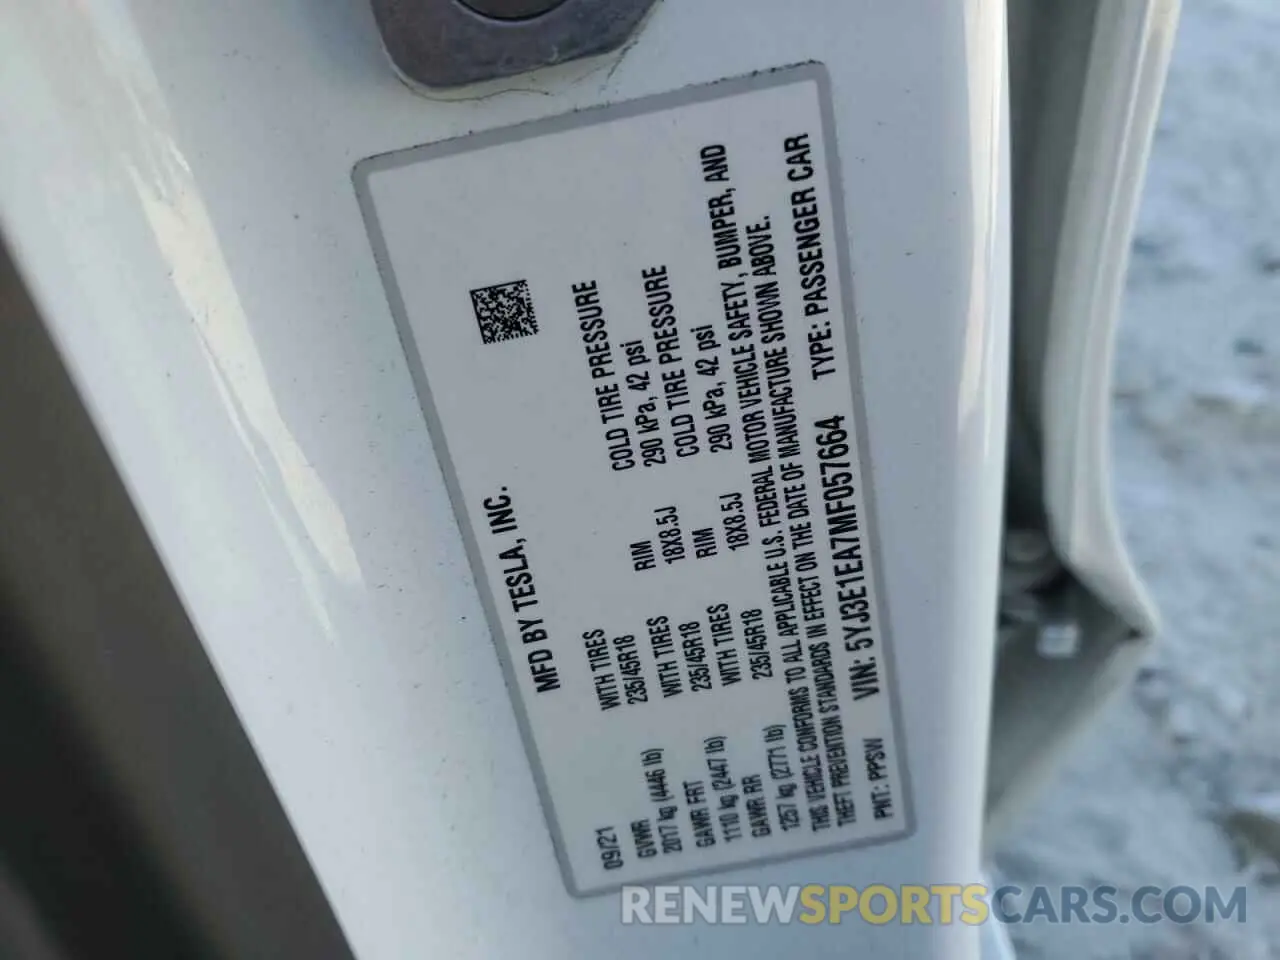 MFD BY TESLA, INC.
09/21
GVWR WITH TIRES RIM COLD TIRE PRESSURE
2017 kg (4446 lb) 235/45R18 18X8.5J 290 kPa, 42 psi
GAWR FRT WITH TIRES RIM COLD TIRE PRESSURE
1110 kg (2447 lb) 235/45R18 18X8.5J 290 kPa, 42 psi
GAWR RR WITH TIRES
1257 kg (2771 lb) 235/45R18
THIS VEHICLE CONFORMS TO ALL APPLICABLE U.S. FEDERAL MOTOR VEHICLE SAFETY, BUMPER, AND
THEFT PREVENTION STANDARDS IN EFFECT ON THE DATE OF MANUFACTURE SHOWN ABOVE.
VIN: 5YJ3E1EA7MF057664 TYPE: PASSENGER CAR
PNT: PPSW
RENEWSPORTSCARS.COM